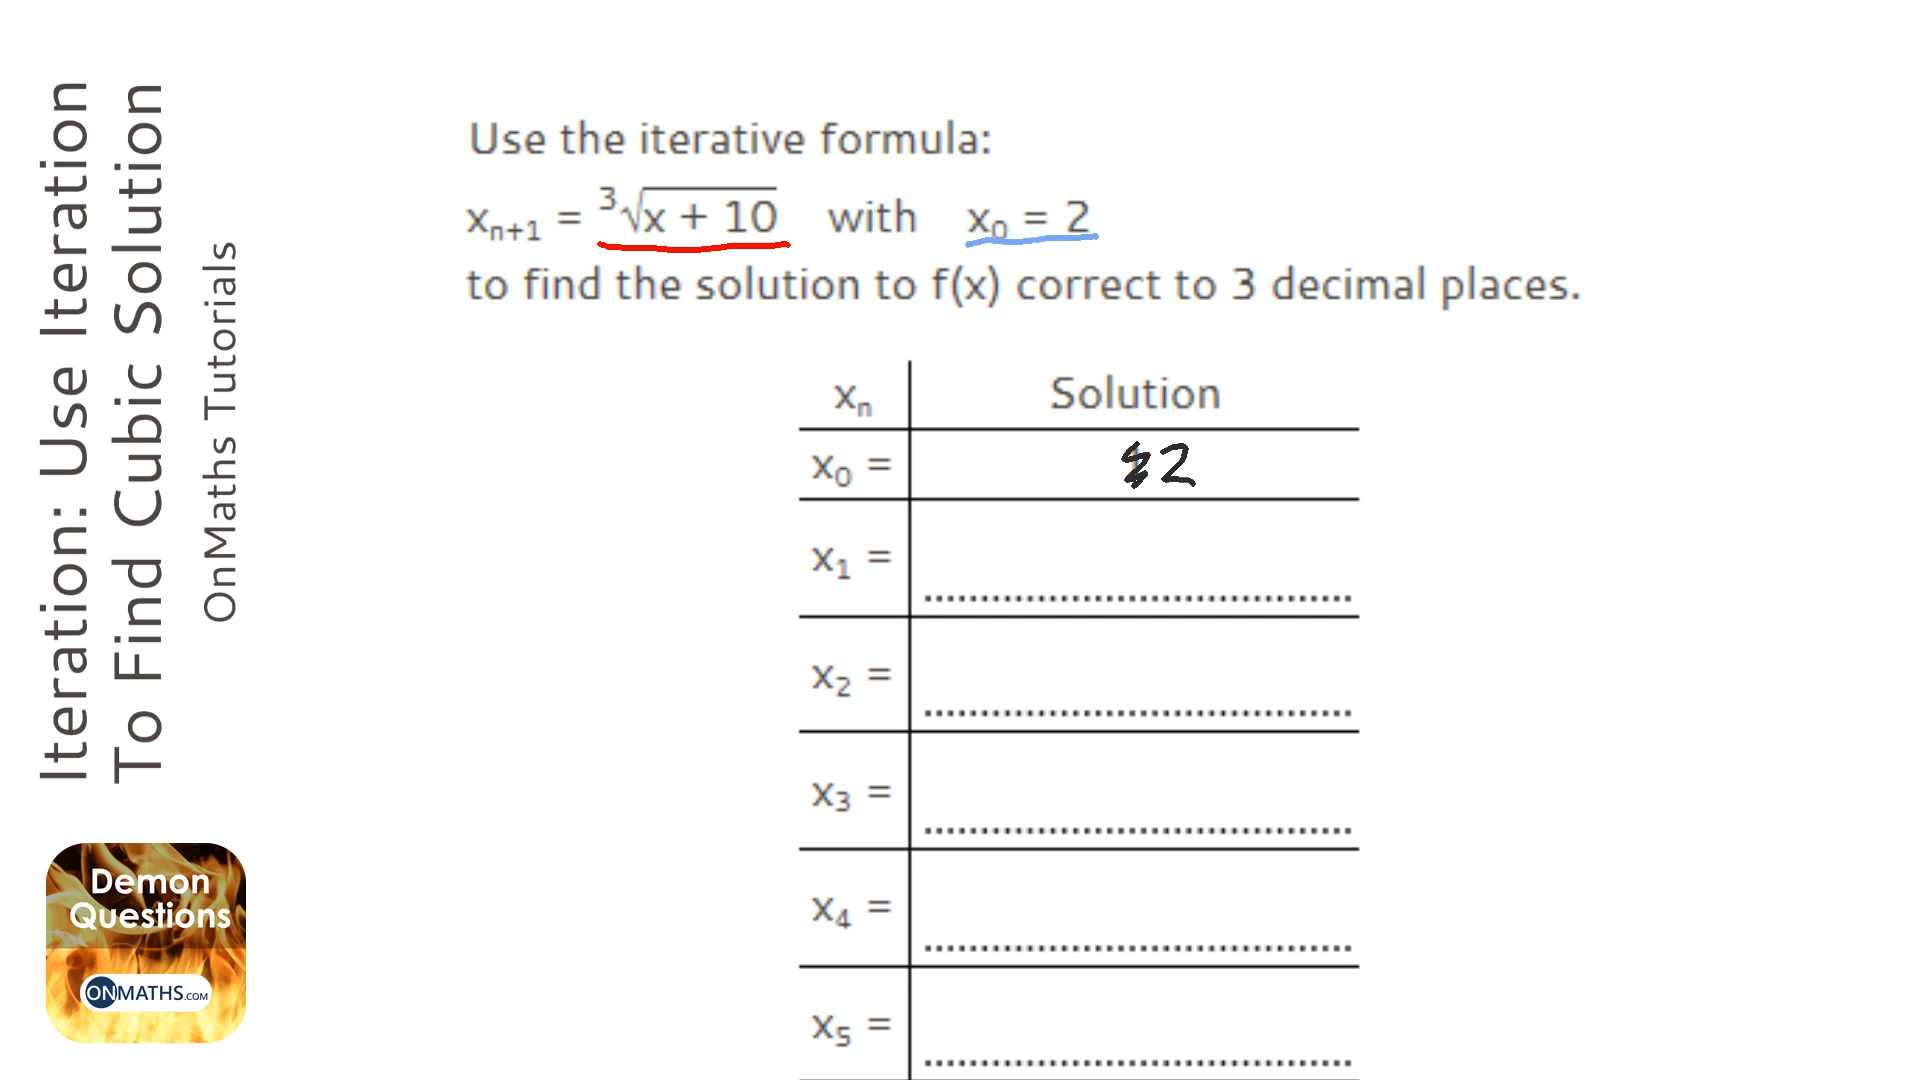 Iteration: Use Iteration
To Find Cubic Solution
OnMaths Tutorials
Use the iterative formula:
xₙ₊₁ = ³√x + 10 with x₀ = 2
to find the solution to f(x) correct to 3 decimal places.
xₙ Solution
x₀ = 2
x₁ =
x₂ =
x₃ =
x₄ =
x₅ =
Demon
Questions
ONMATHS.COM